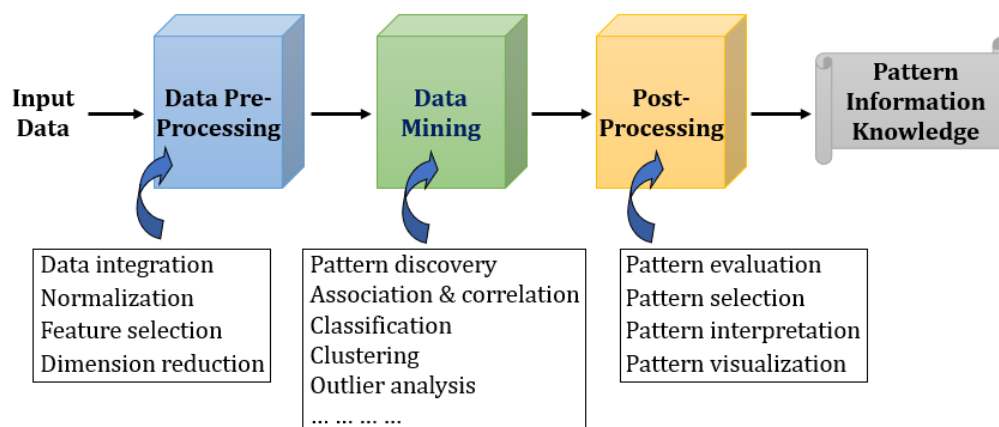 Input
Data
Data Pre-
Processing
Data
Mining
Post-
Processing
Pattern
Information
Knowledge
Data integration
Normalization
Feature selection
Dimension reduction
Pattern discovery
Association & correlation
Classification
Clustering
Outlier analysis
... ... ... ...
Pattern evaluation
Pattern selection
Pattern interpretation
Pattern visualization